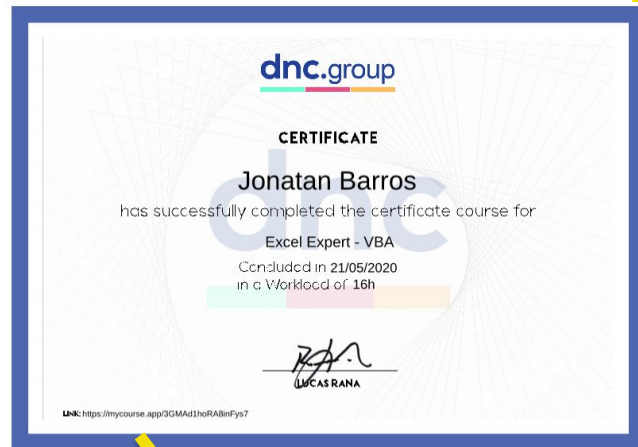 dnc.group
CERTIFICATE
Jonatan Barros
has successfully completed the certificate course for
Excel Expert - VBA
Concluded in 21/05/2020
in a Workload of 16h
LUCAS RANA
LINK: https://mycourse.app/3GMAd1hoRA8inFys7
dnc